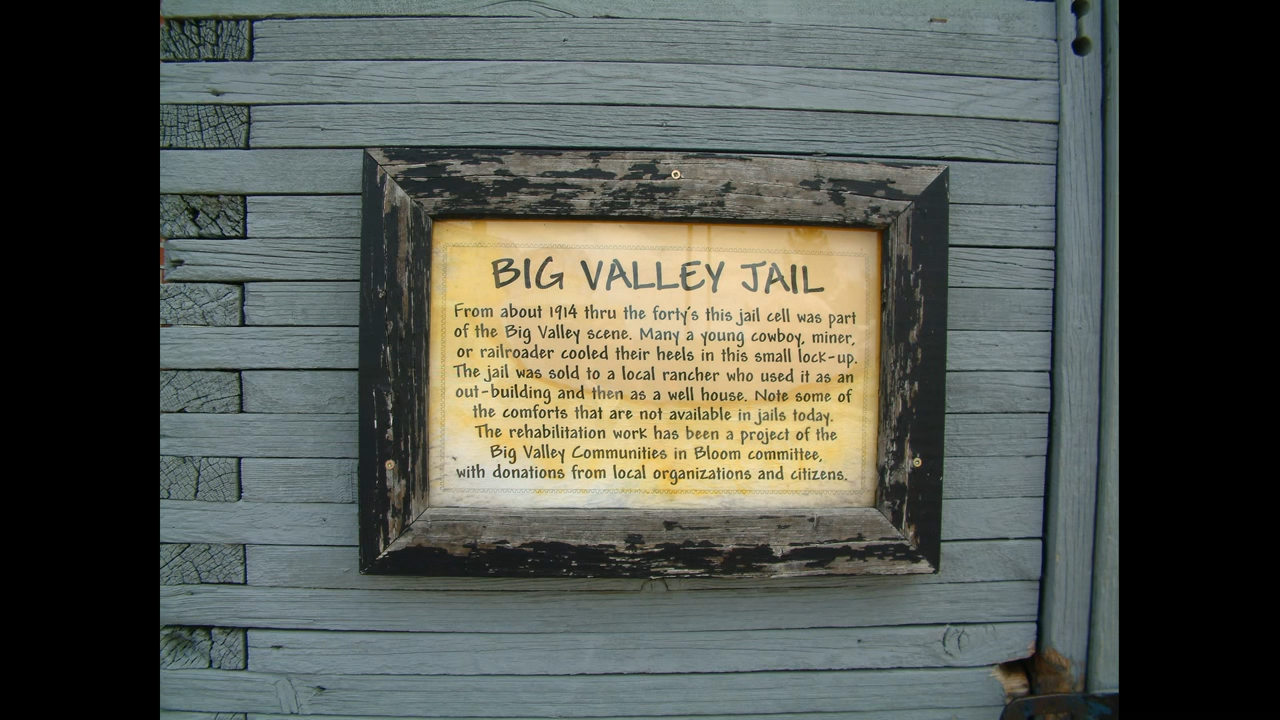 BIG VALLEY JAIL
From about 1914 thru the forty's this jail cell was part
of the Big Valley scene. Many a young cowboy, miner,
or railroader cooled their heels in this small lock-up.
The jail was sold to a local rancher who used it as an
out-building and then as a well house. Note some of
the comforts that are not available in jails today.
The rehabilitation work has been a project of the
Big Valley Communities in Bloom committee,
with donations from local organizations and citizens.